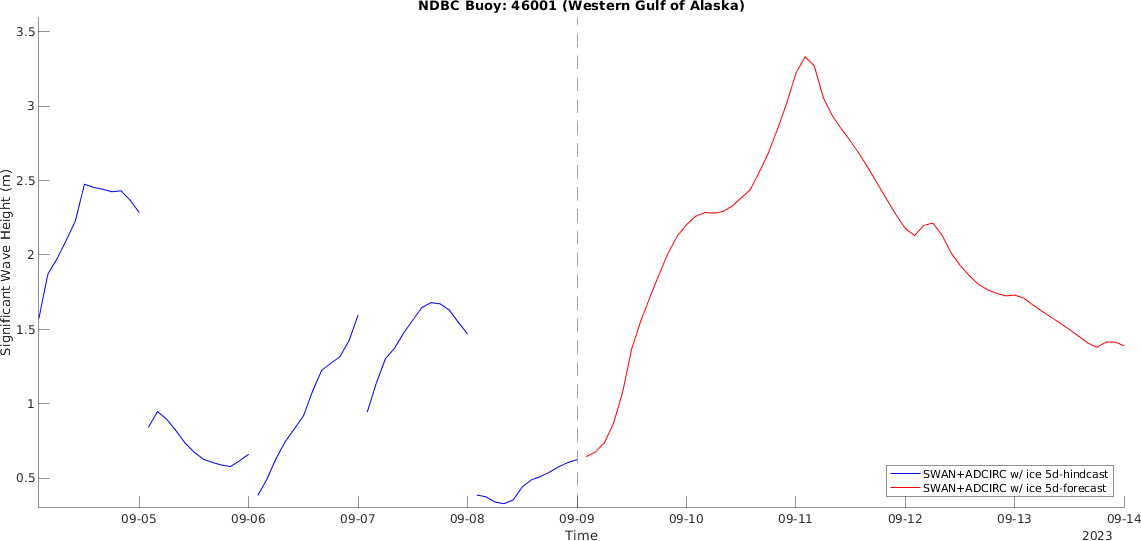 NDBC Buoy: 46001 (Western Gulf of Alaska)
3.5
3
2.5
2
1.5
1
0.5
Significant Wave Height (m)
SWAN+ADCIRC w/ ice 5d-hindcast
SWAN+ADCIRC w/ ice 5d-forecast
09-05 09-06 09-07 09-08 09-09 09-10 09-11 09-12 09-13 09-14
Time
2023